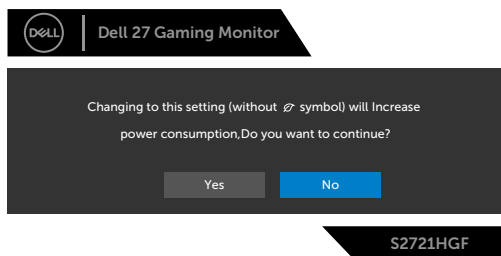 DELL
Dell 27 Gaming Monitor
Changing to this setting (without symbol) will Increase
power consumption,Do you want to continue?
Yes
No
S2721HGF